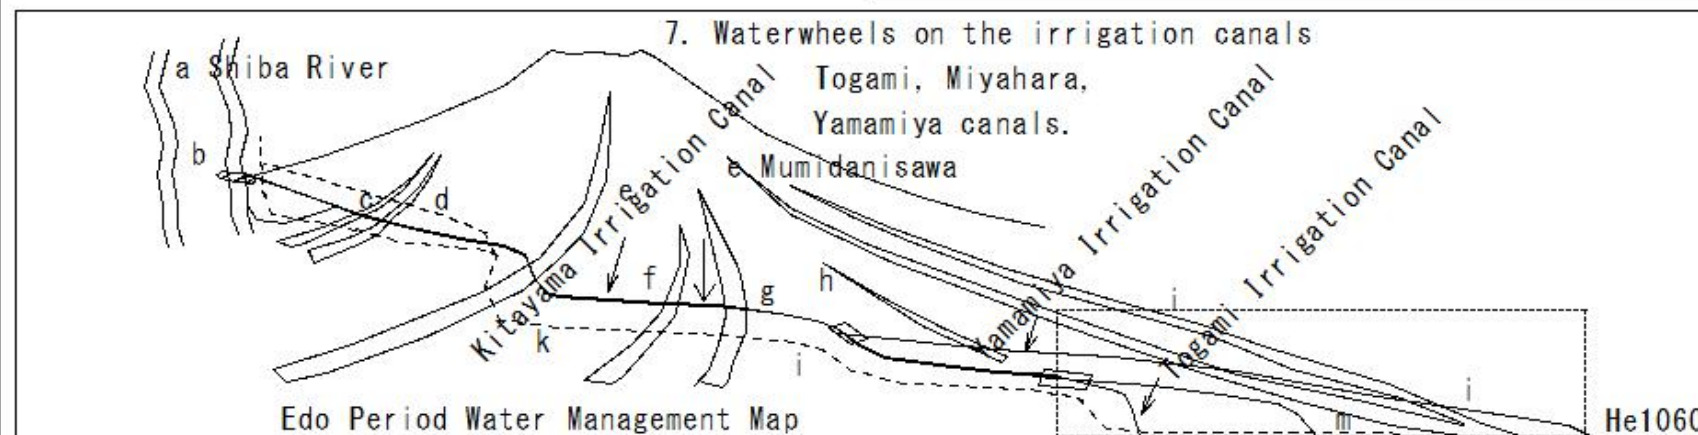 7. Waterwheels on the irrigation canals
a Shiba River
Togami, Miyahara,
Yamamiya canals.
b
c
d
e
e Mumidanisawa
Kitayama Irrigation Canal
f
g
h
Yamamiya Irrigation Canal
i
Togami Irrigation Canal
k
i
i
m
Edo Period Water Management Map
He1060